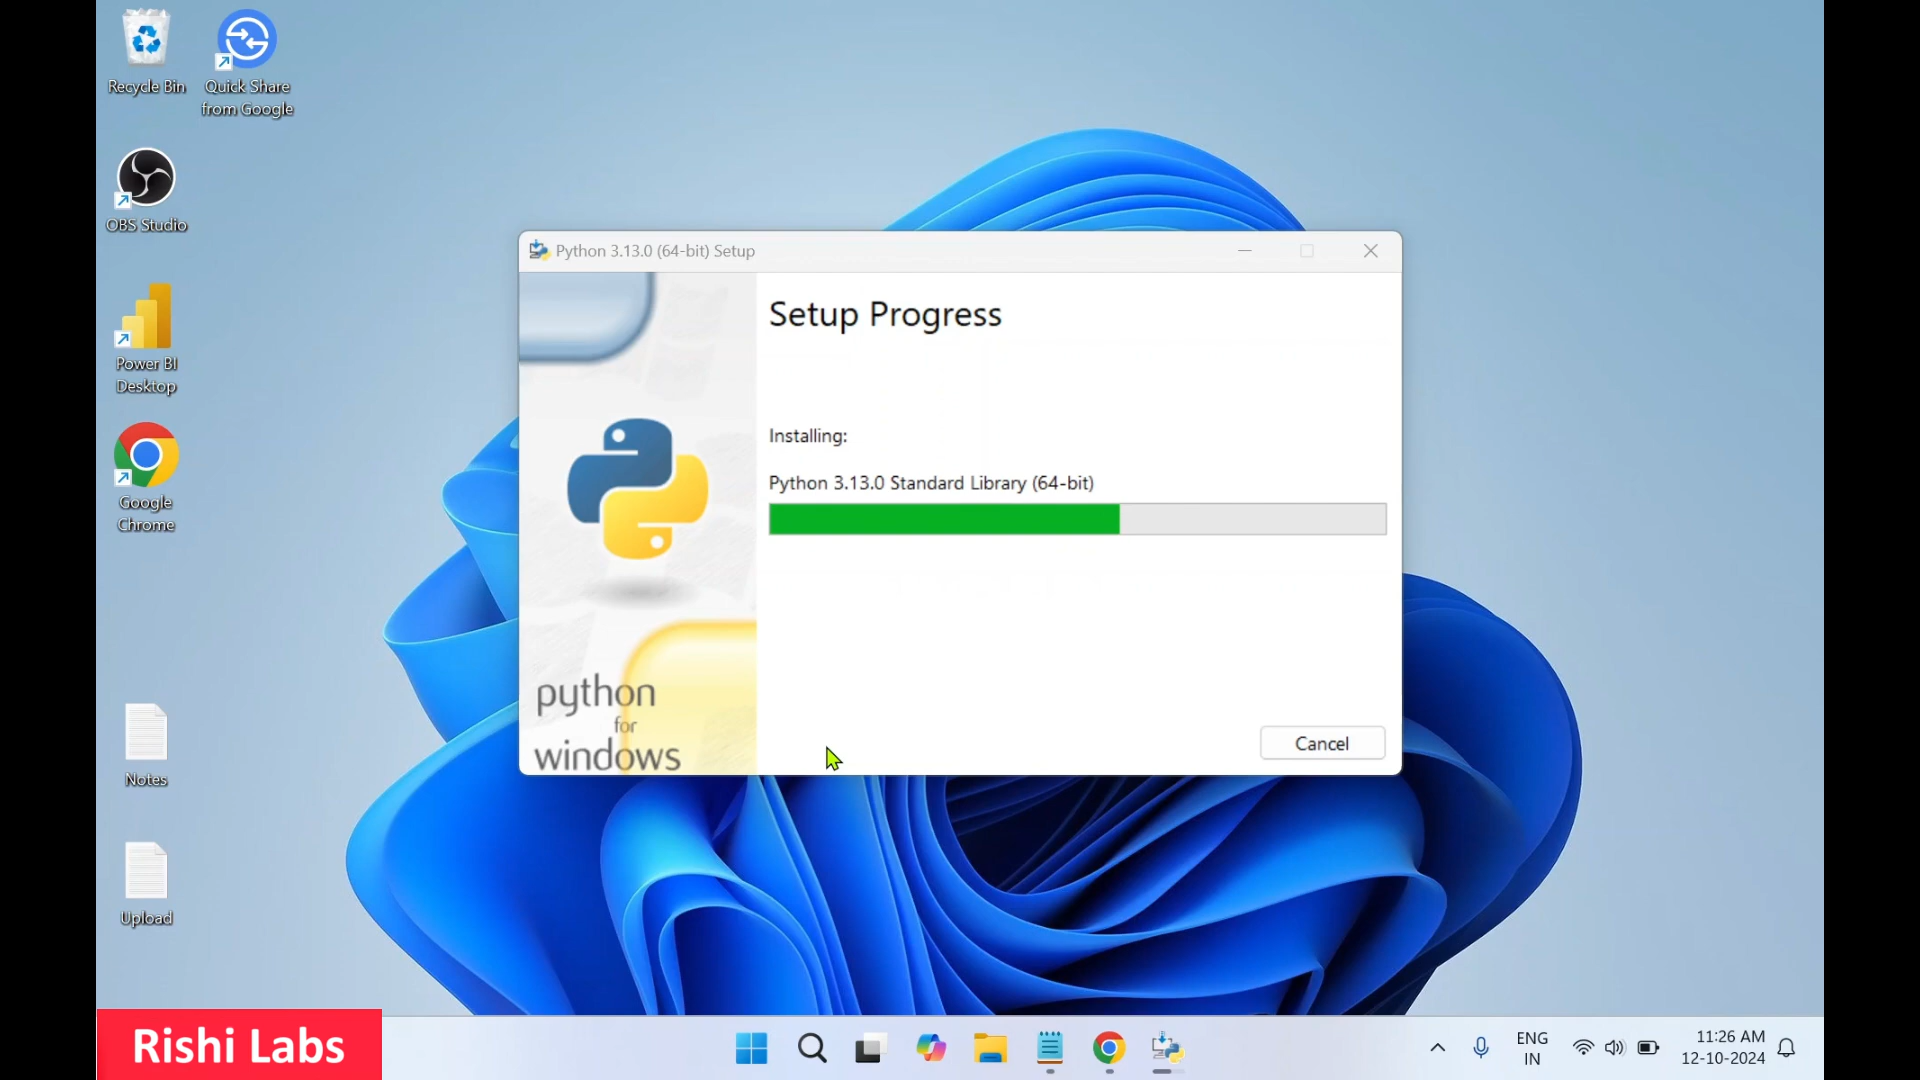 Recycle Bin
Quick Share
from Google
OBS Studio
Power BI
Desktop
Google
Chrome
Notes
Upload
Python 3.13.0 (64-bit) Setup
Setup Progress
Installing:
Python 3.13.0 Standard Library (64-bit)
python
for
windows
Cancel
Rishi Labs
ENG
IN
11:26 AM
12-10-2024